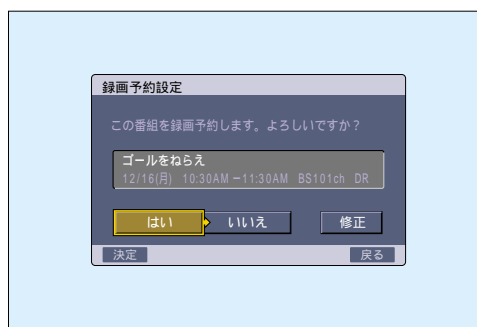 録画予約設定
この番組を録画予約します。よろしいですか？
ゴールをねらえ
12/16(月) 10:30AM－11:30AM BS101ch DR
はい いいえ 修正
決定 戻る